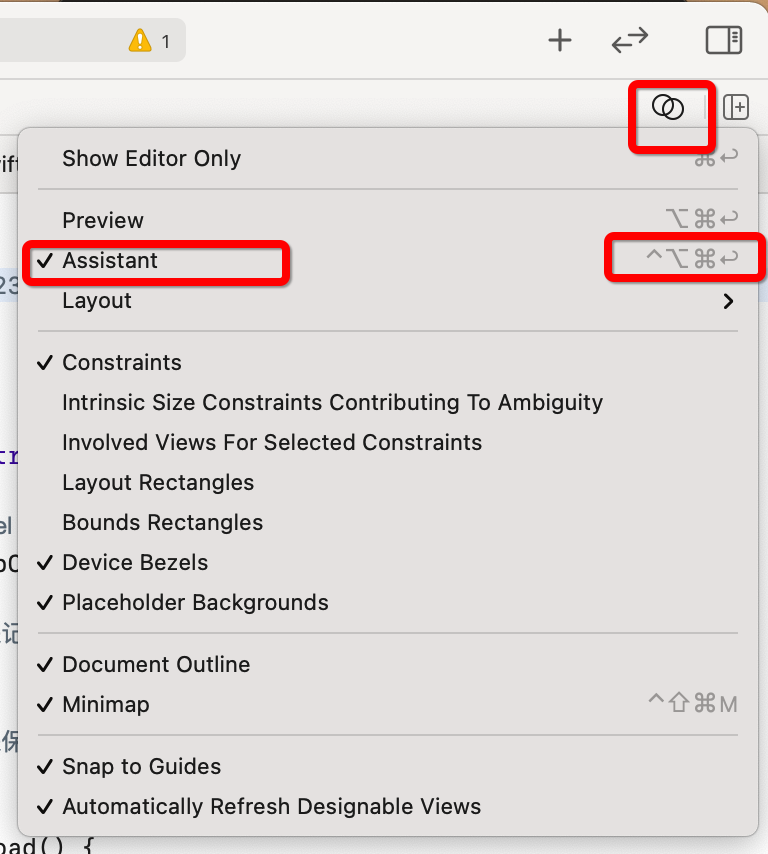 1
Show Editor Only ⌘↩
Preview ⌥⌘↩
✓ Assistant ^⌥⌘↩
Layout >
✓ Constraints
Intrinsic Size Constraints Contributing To Ambiguity
Involved Views For Selected Constraints
Layout Rectangles
Bounds Rectangles
✓ Device Bezels
✓ Placeholder Backgrounds
✓ Document Outline
✓ Minimap ^⇧⌘M
✓ Snap to Guides
✓ Automatically Refresh Designable Views